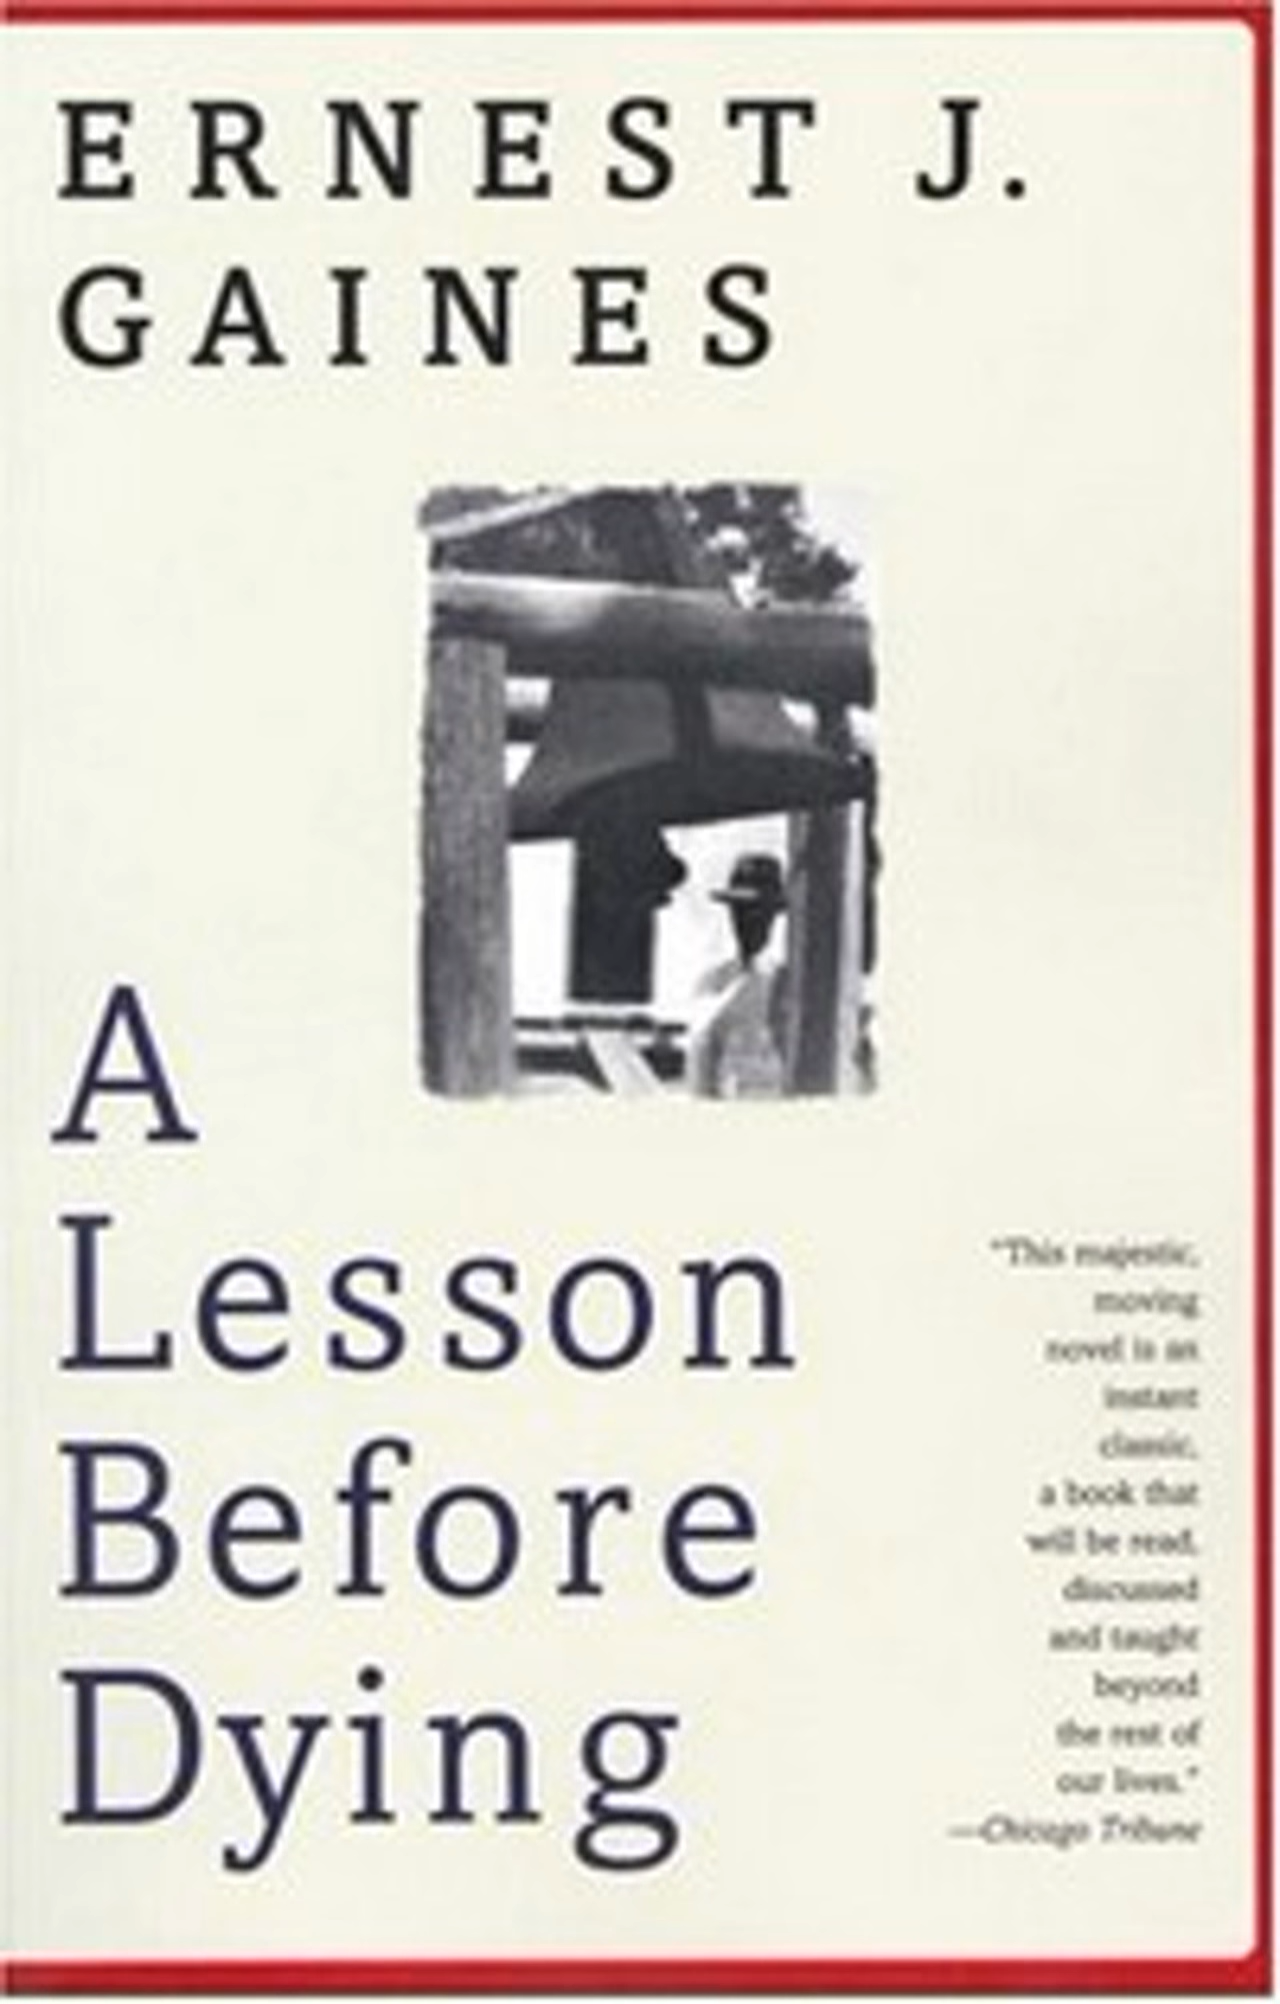 ERNEST J.
GAINES
A
Lesson
Before
Dying
"This majestic,
moving
novel is an
instant
classic,
a book that
will be read,
discussed
and taught
beyond
the rest of
our lives."
—Chicago Tribune